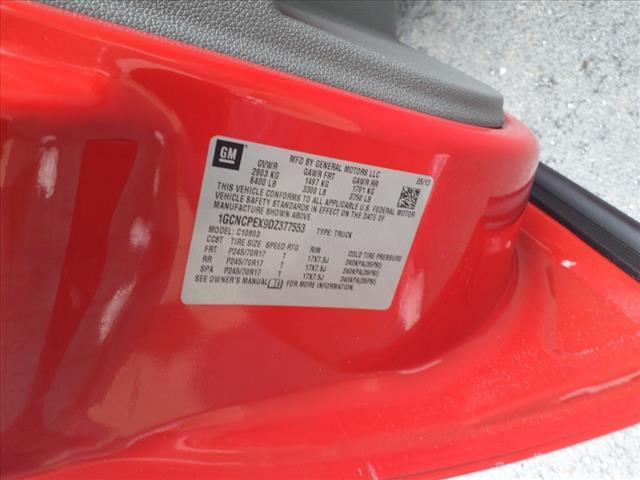 GM
MFD BY GENERAL MOTORS LLC
05/13
GVWR GAWR FRT GAWR RR
2903 KG 1497 KG 1701 KG
6400 LB 3300 LB 3750 LB
THIS VEHICLE CONFORMS TO ALL APPLICABLE U.S. FEDERAL MOTOR
VEHICLE SAFETY STANDARDS IN EFFECT ON THE DATE OF
MANUFACTURE SHOWN ABOVE.
1GCNCPEX9DZ377553 TYPE: TRUCK
MODEL: C10903
CCBT TIRE SIZE SPEED RTG RIM COLD TIRE PRESSURE
FRT P245/70R17 T 17X7.5J 240KPA(35PSI)
RR P245/70R17 T 17X7.5J 240KPA(35PSI)
SPA P245/70R17 T 17X7.5J 240KPA(35PSI)
SEE OWNER'S MANUAL FOR MORE INFORMATION.